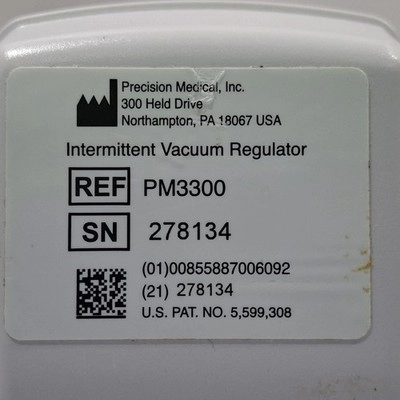 Precision Medical, Inc.
300 Held Drive
Northampton, PA 18067 USA
Intermittent Vacuum Regulator
REF PM3300
SN 278134
(01)00855887006092
(21) 278134
U.S. PAT. NO. 5,599,308